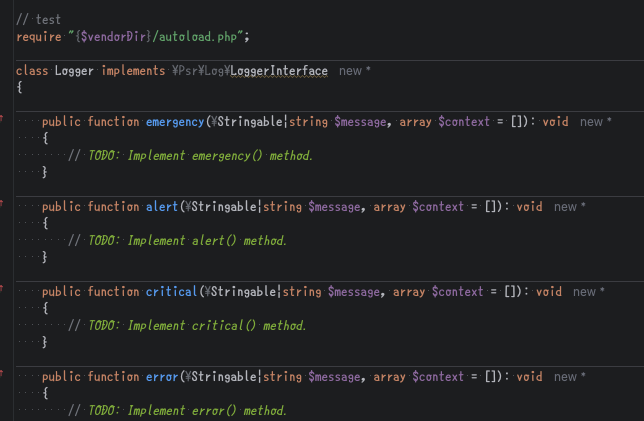 // test
require "{$vendorDir}/autoload.php";
class Logger implements ¥Psr¥Log¥LoggerInterface new *
{
public function emergency(¥Stringable|string $message, array $context = []): void new *
{
// TODO: Implement emergency() method.
}
public function alert(¥Stringable|string $message, array $context = []): void new *
{
// TODO: Implement alert() method.
}
public function critical(¥Stringable|string $message, array $context = []): void new *
{
// TODO: Implement critical() method.
}
public function error(¥Stringable|string $message, array $context = []): void new *
{
// TODO: Implement error() method.